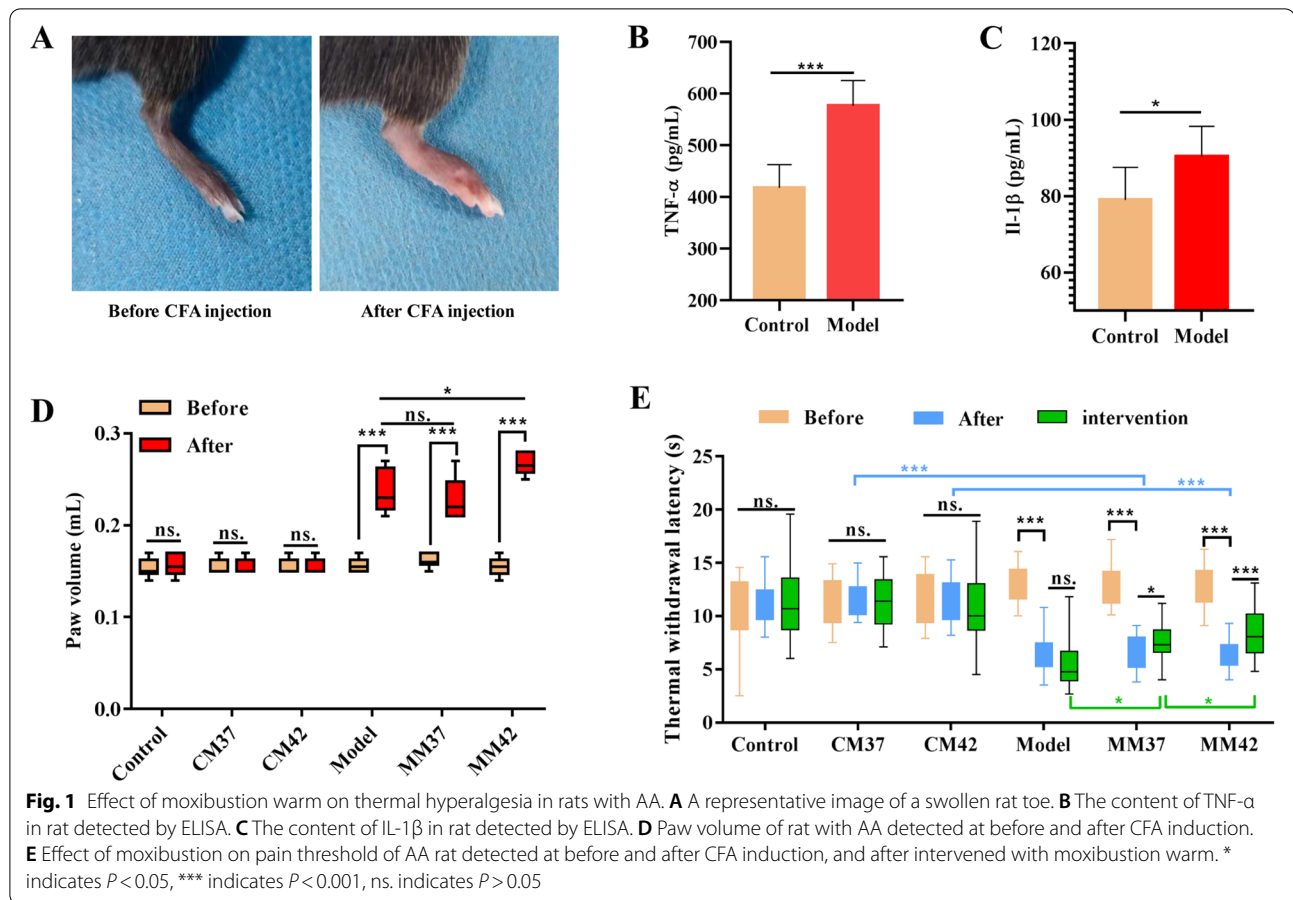 A
Before CFA injection
After CFA injection
B
TNF-α (pg/mL)
700
600
500
400
300
200
***
Control
Model
C
Il-1β (pg/mL)
120
100
80
60
*
Control
Model
D
Before
After
Paw volume (mL)
0.3
0.2
0.1
0.0
ns.
ns.
ns.
***
ns.
***
*
***
Control
CM37
CM42
Model
MM37
MM42
E
Before
After
intervention
Thermal withdrawal latency (s)
25
20
15
10
5
0
ns.
ns.
ns.
***
***
***
ns.
***
*
***
***
*
*
Control
CM37
CM42
Model
MM37
MM42
Fig. 1 Effect of moxibustion warm on thermal hyperalgesia in rats with AA. A A representative image of a swollen rat toe. B The content of TNF-α
in rat detected by ELISA. C The content of IL-1β in rat detected by ELISA. D Paw volume of rat with AA detected at before and after CFA induction.
E Effect of moxibustion on pain threshold of AA rat detected at before and after CFA induction, and after intervened with moxibustion warm. *
indicates P < 0.05, *** indicates P < 0.001, ns. indicates P > 0.05